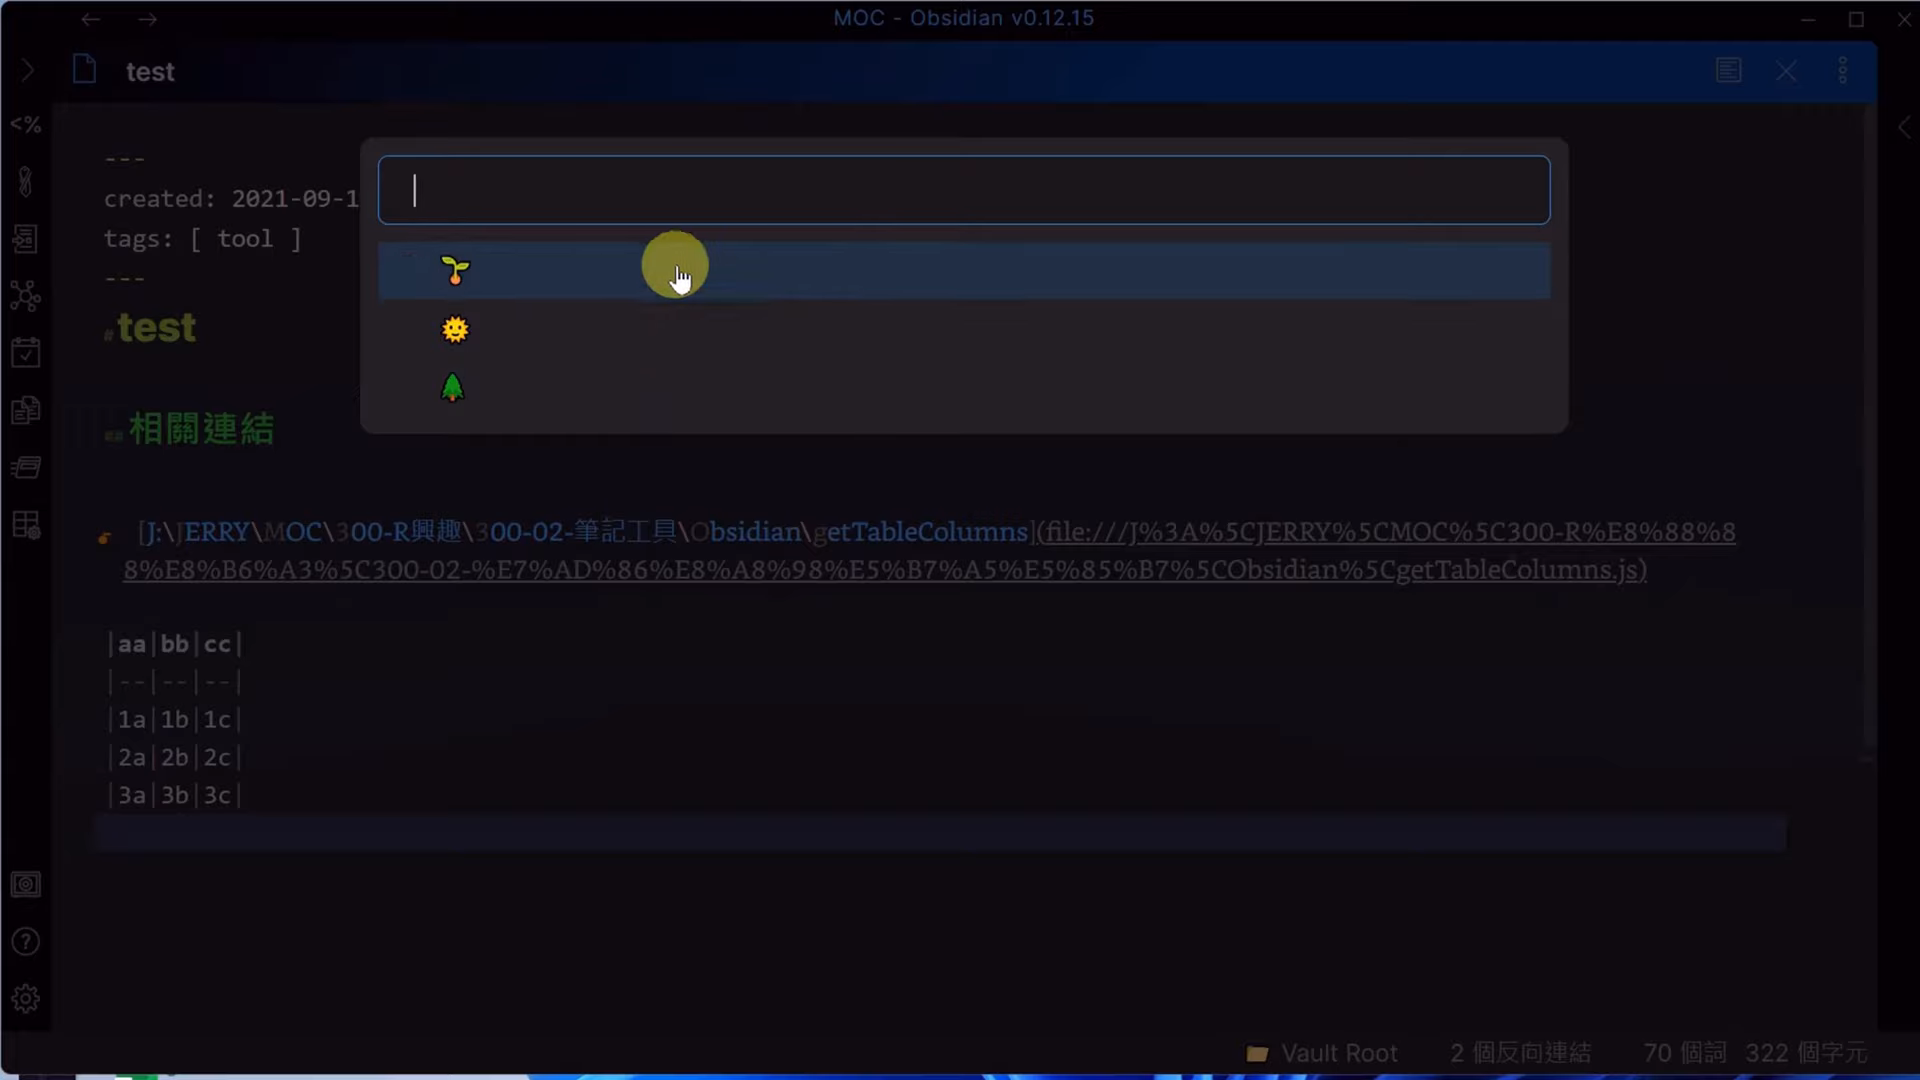 MOC - Obsidian v0.12.15
test
<%
---
created: 2021-09-1
tags: [ tool ]
---
# test
## 相關連結
[J:\JERRY\MOC\300-R興趣\300-02-筆記工具\Obsidian\getTableColumns](file:///J%3A%5CJERRY%5CMOC%5C300-R%E8%88%8
8%E8%B6%A3%5C300-02-%E7%AD%86%E8%A8%98%E5%B7%A5%E5%85%B7%5CObsidian%5CgetTableColumns.js)
|aa|bb|cc|
|--|--|--|
|1a|1b|1c|
|2a|2b|2c|
|3a|3b|3c|
Vault Root 2 個反向連結 70 個詞 322 個字元